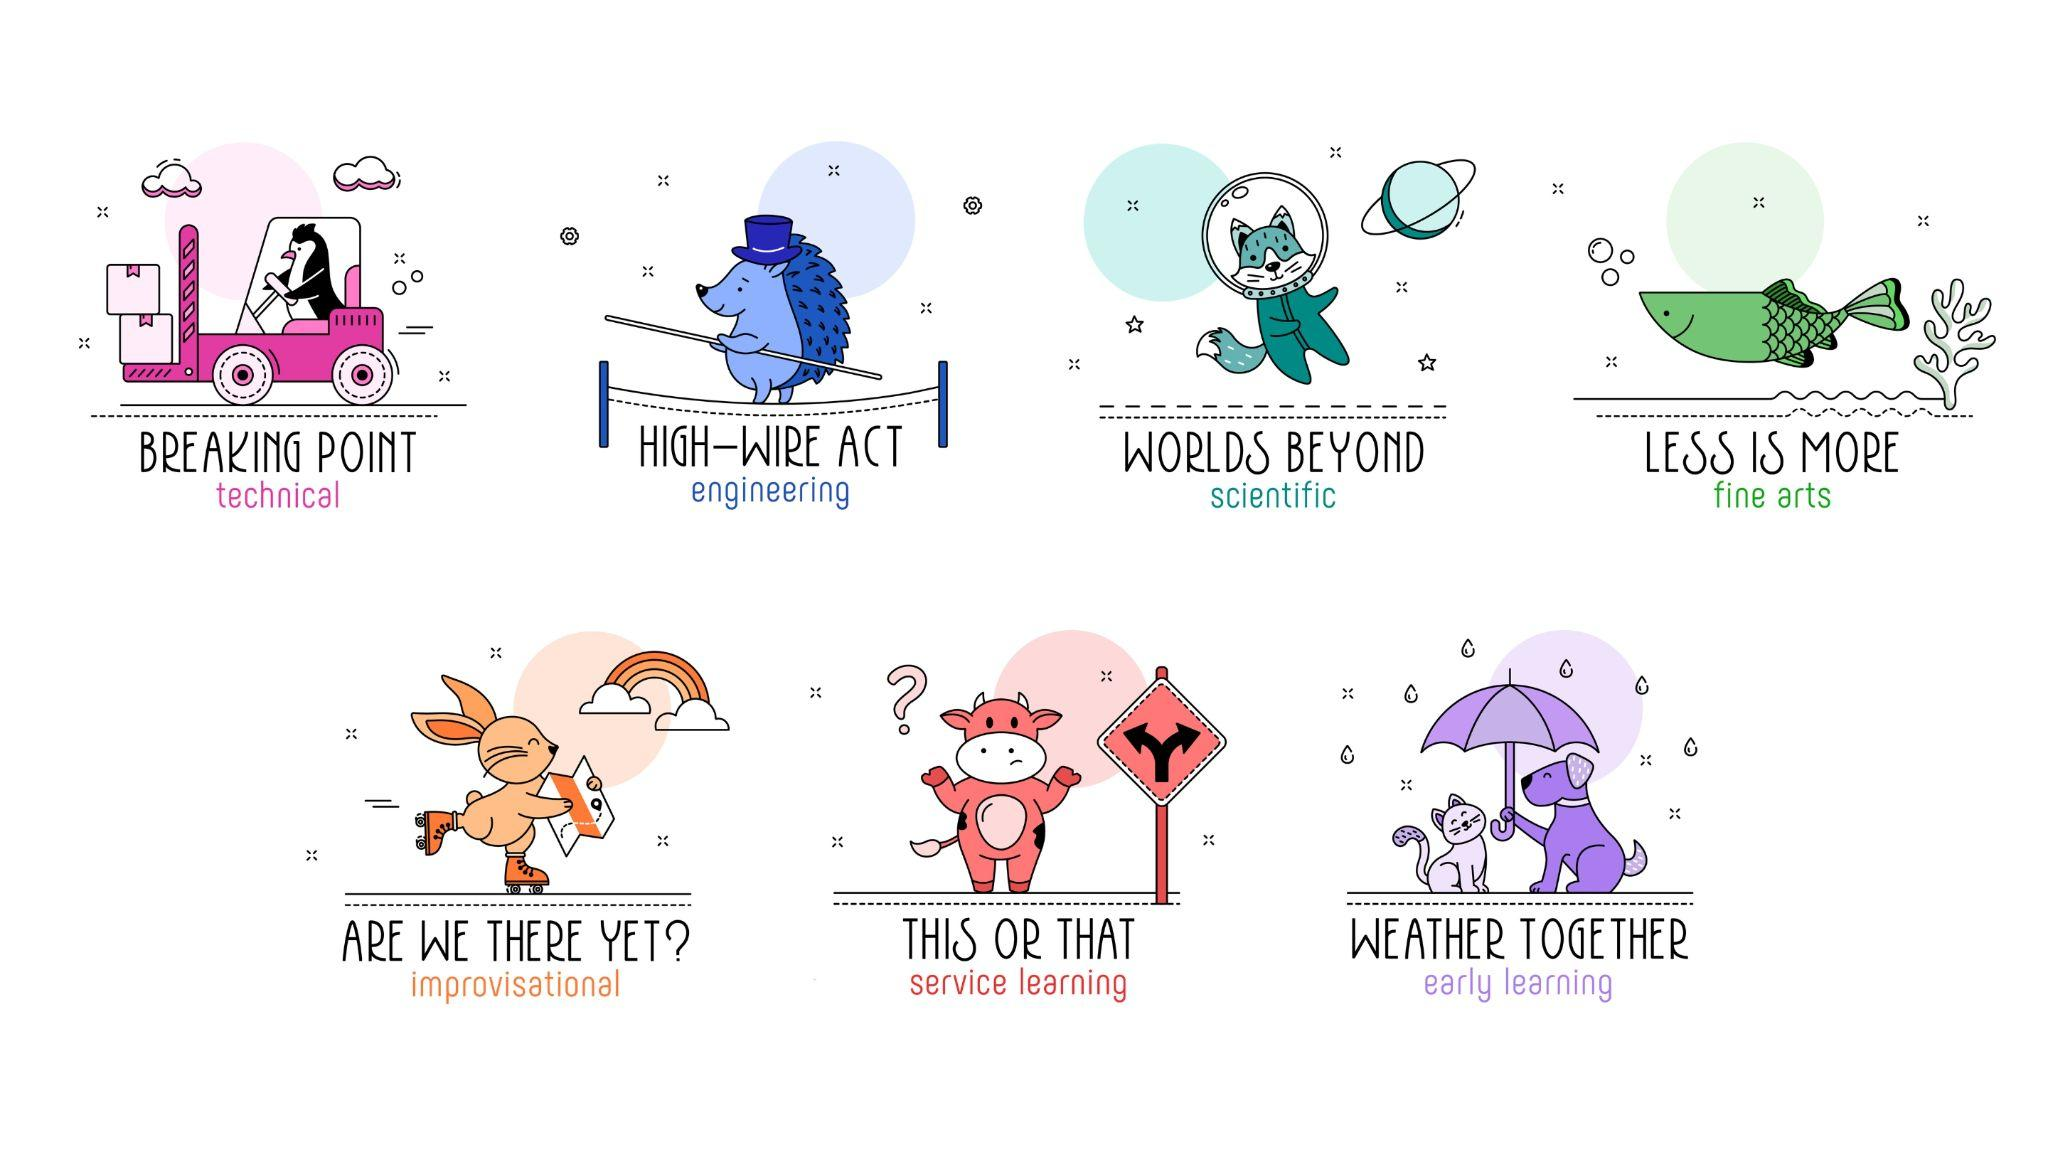 BREAKING POINT
technical
HIGH-WIRE ACT
engineering
WORLDS BEYOND
scientific
LESS IS MORE
fine arts
ARE WE THERE YET?
improvisational
THIS OR THAT
service learning
WEATHER TOGETHER
early learning